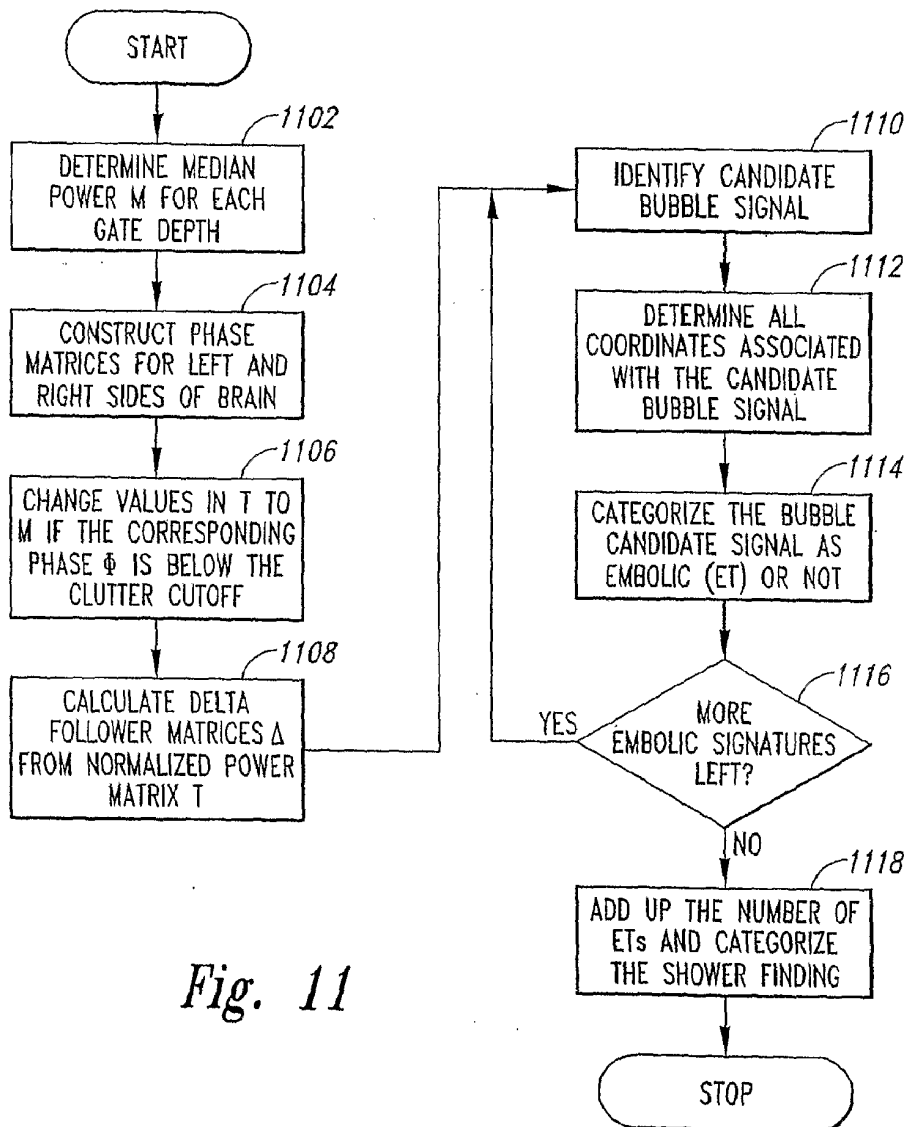 START
1102
DETERMINE MEDIAN
POWER M FOR EACH
GATE DEPTH
1104
CONSTRUCT PHASE
MATRICES FOR LEFT AND
RIGHT SIDES OF BRAIN
1106
CHANGE VALUES IN T TO
M IF THE CORRESPONDING
PHASE Φ IS BELOW THE
CLUTTER CUTOFF
1108
CALCULATE DELTA
FOLLOWER MATRICES Δ
FROM NORMALIZED POWER
MATRIX T
1110
IDENTIFY CANDIDATE
BUBBLE SIGNAL
1112
DETERMINE ALL
COORDINATES ASSOCIATED
WITH THE CANDIDATE
BUBBLE SIGNAL
1114
CATEGORIZE THE BUBBLE
CANDIDATE SIGNAL AS
EMBOLIC (ET) OR NOT
1116
YES
MORE
EMBOLIC SIGNATURES
LEFT?
NO
1118
ADD UP THE NUMBER OF
ETs AND CATEGORIZE
THE SHOWER FINDING
STOP
Fig. 11